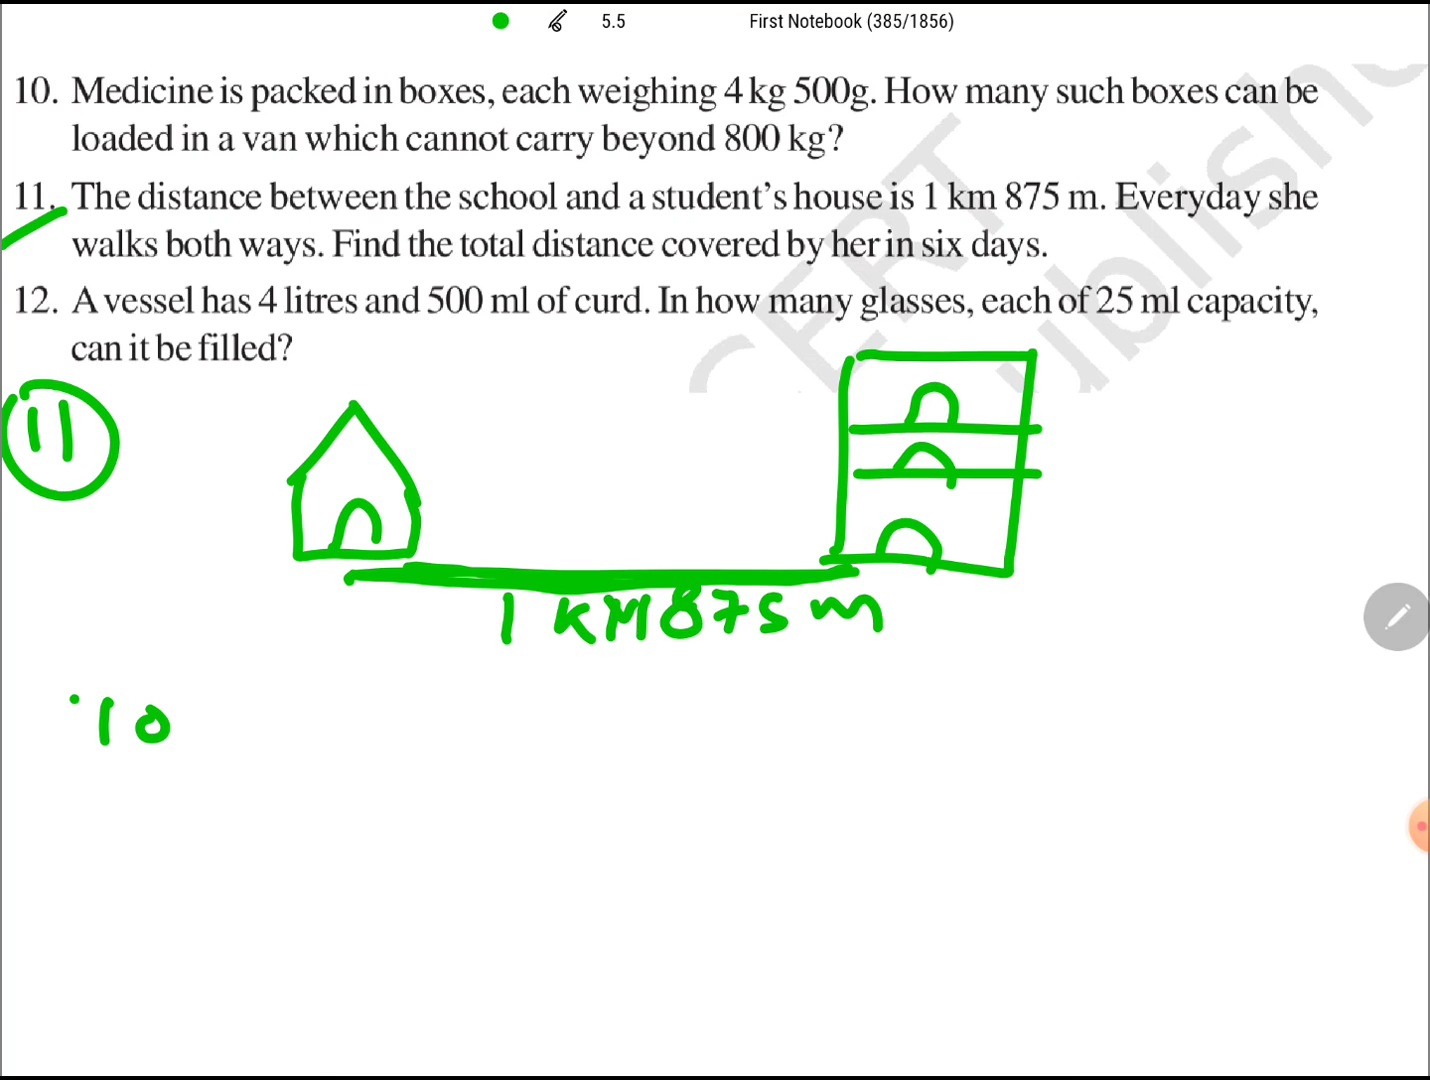 5.5 First Notebook (385/1856)
10. Medicine is packed in boxes, each weighing 4 kg 500g. How many such boxes can be
loaded in a van which cannot carry beyond 800 kg?
11. The distance between the school and a student's house is 1 km 875 m. Everyday she
walks both ways. Find the total distance covered by her in six days.
12. A vessel has 4 litres and 500 ml of curd. In how many glasses, each of 25 ml capacity,
can it be filled?
11
1 KM 875 m
10